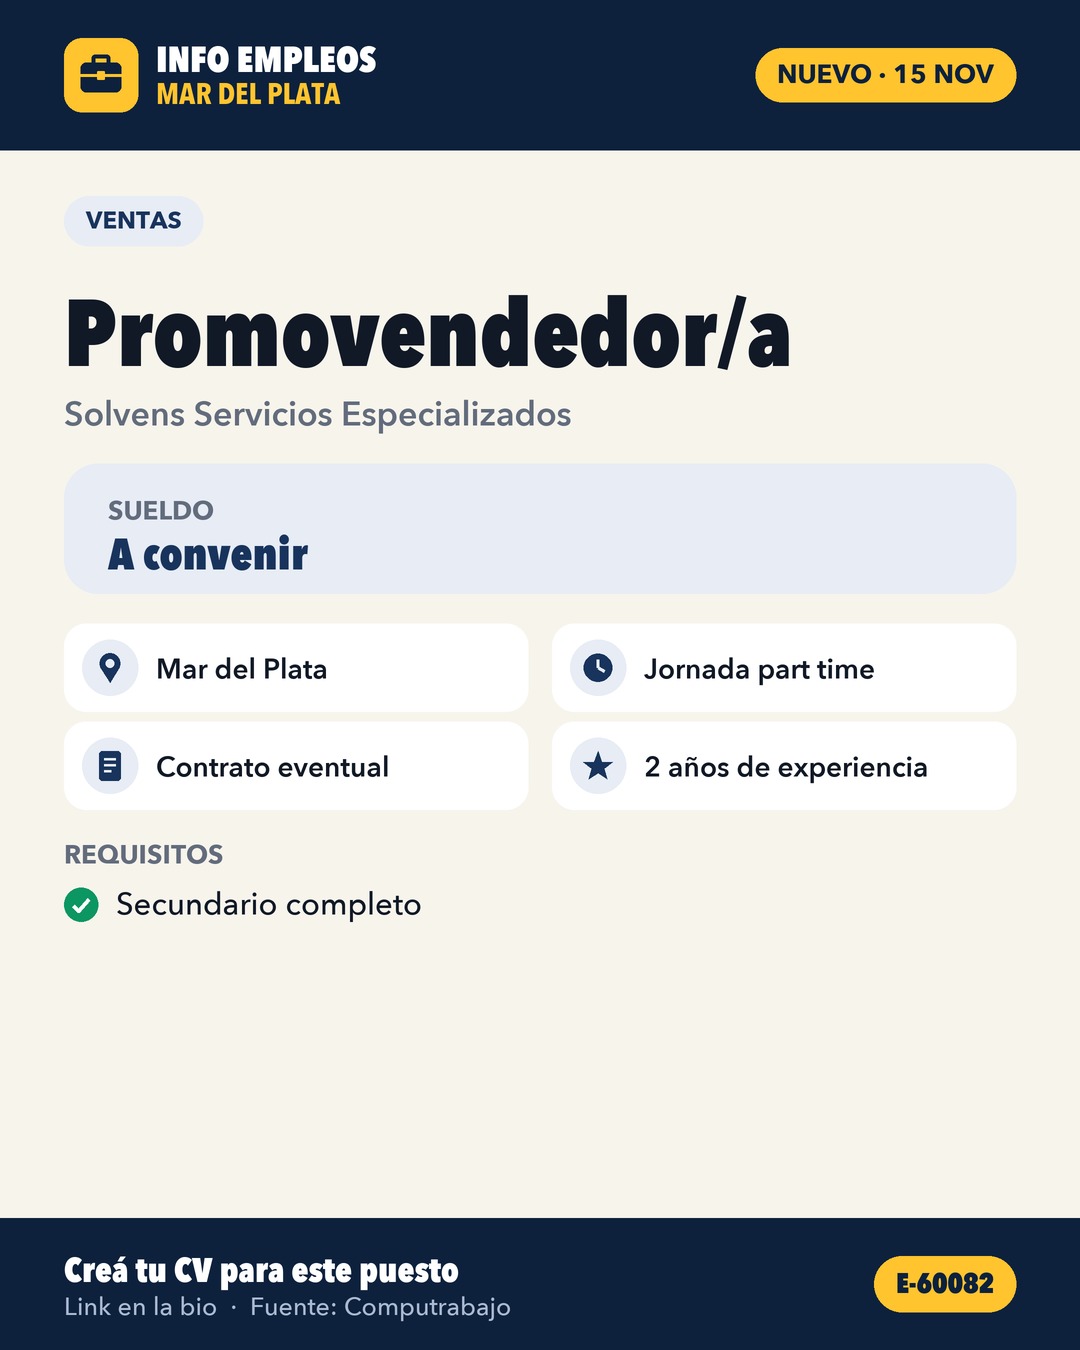 INFO EMPLEOS
MAR DEL PLATA
NUEVO · 15 NOV
VENTAS
Promovendedor/a
Solvens Servicios Especializados
SUELDO
A convenir
Mar del Plata
Jornada part time
Contrato eventual
2 años de experiencia
REQUISITOS
Secundario completo
Creá tu CV para este puesto
Link en la bio · Fuente: Computrabajo
E-60082